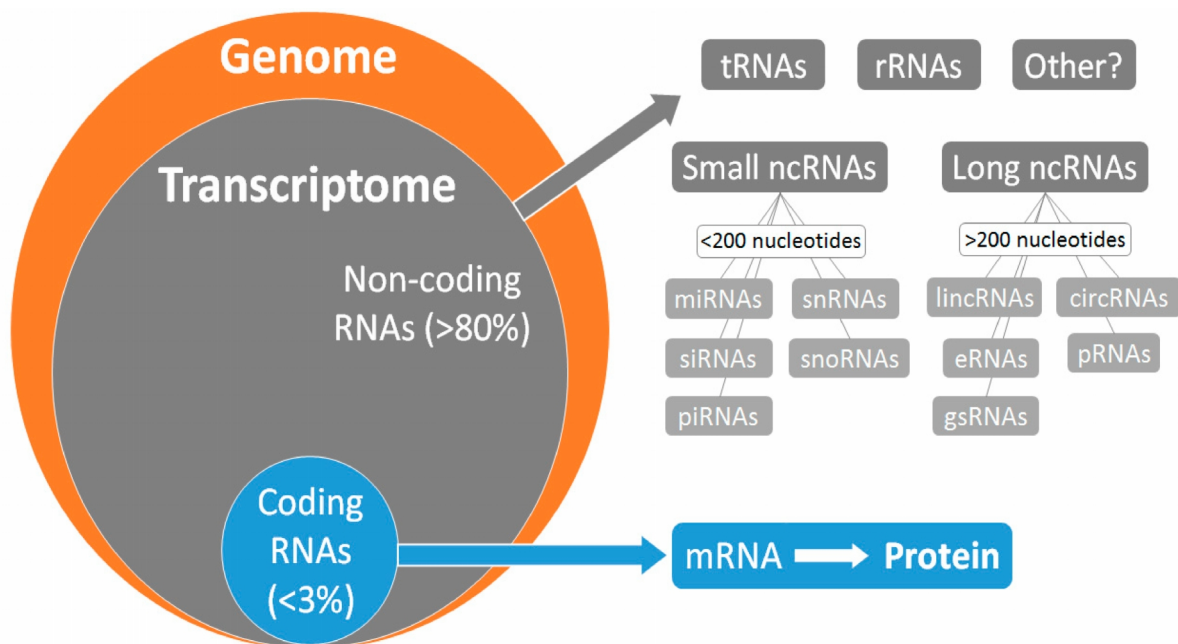 Genome
Transcriptome
Non-coding
RNAs (>80%)
Coding
RNAs
(<3%)
tRNAs
rRNAs
Other?
Small ncRNAs
<200 nucleotides
miRNAs
snRNAs
siRNAs
snoRNAs
piRNAs
Long ncRNAs
>200 nucleotides
lincRNAs
circRNAs
eRNAs
pRNAs
gsRNAs
mRNA
Protein